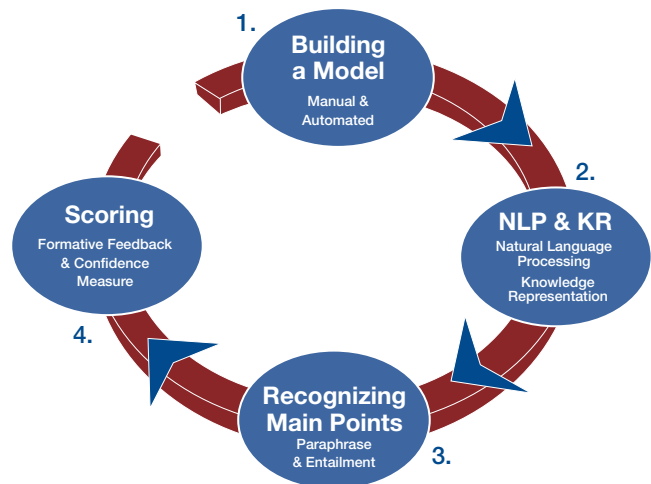 1.
Building
a Model
Manual &
Automated
2.
NLP & KR
Natural Language
Processing
Knowledge
Representation
3.
Recognizing
Main Points
Paraphrase
& Entailment
4.
Scoring
Formative Feedback
& Confidence
Measure